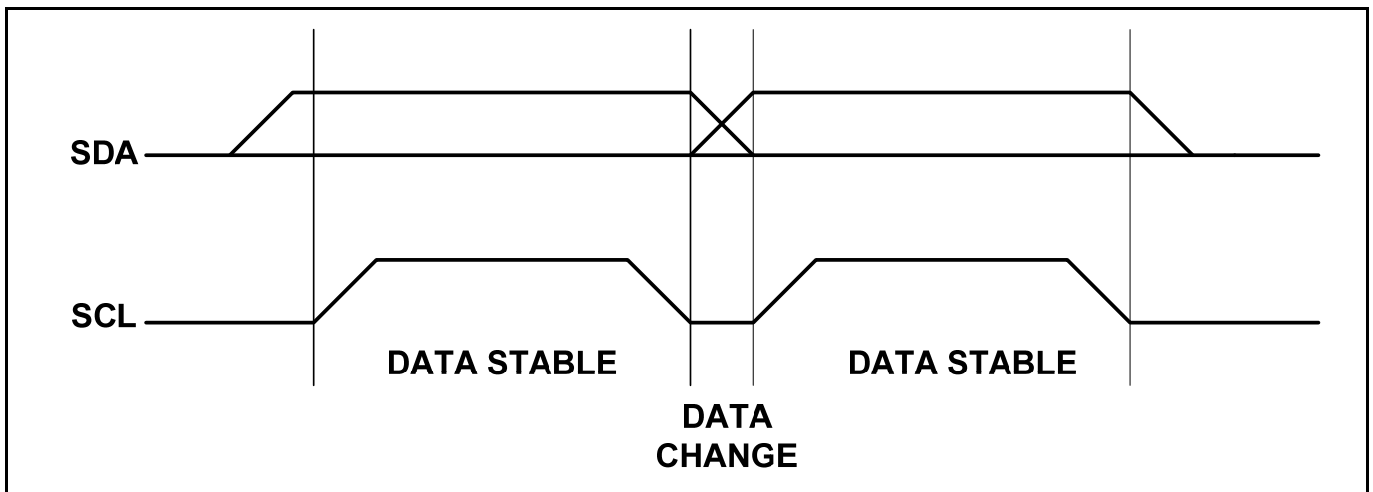 SDA
SCL
DATA STABLE
DATA STABLE
DATA
CHANGE